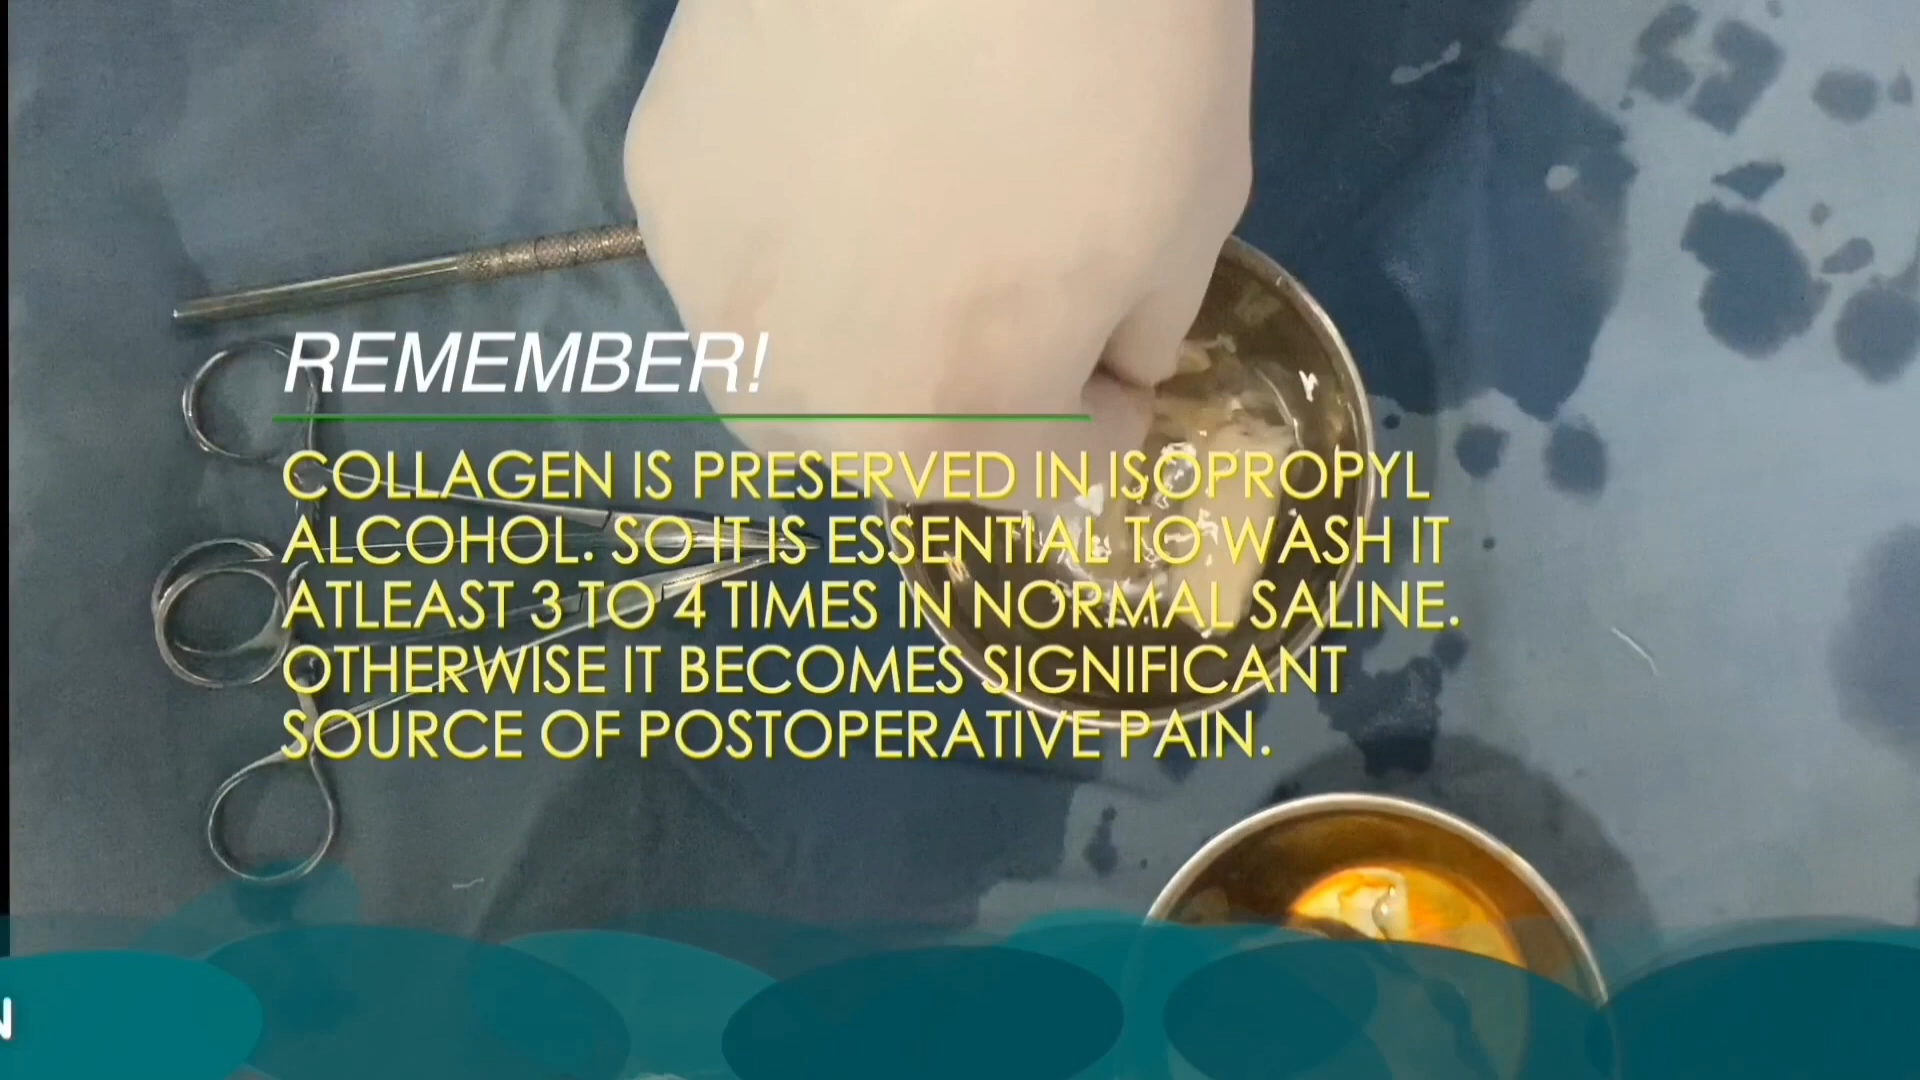 REMEMBER!
COLLAGEN IS PRESERVED IN ISOPROPYL
ALCOHOL. SO IT IS ESSENTIAL TO WASH IT
ATLEAST 3 TO 4 TIMES IN NORMAL SALINE.
OTHERWISE IT BECOMES SIGNIFICANT
SOURCE OF POSTOPERATIVE PAIN.
N